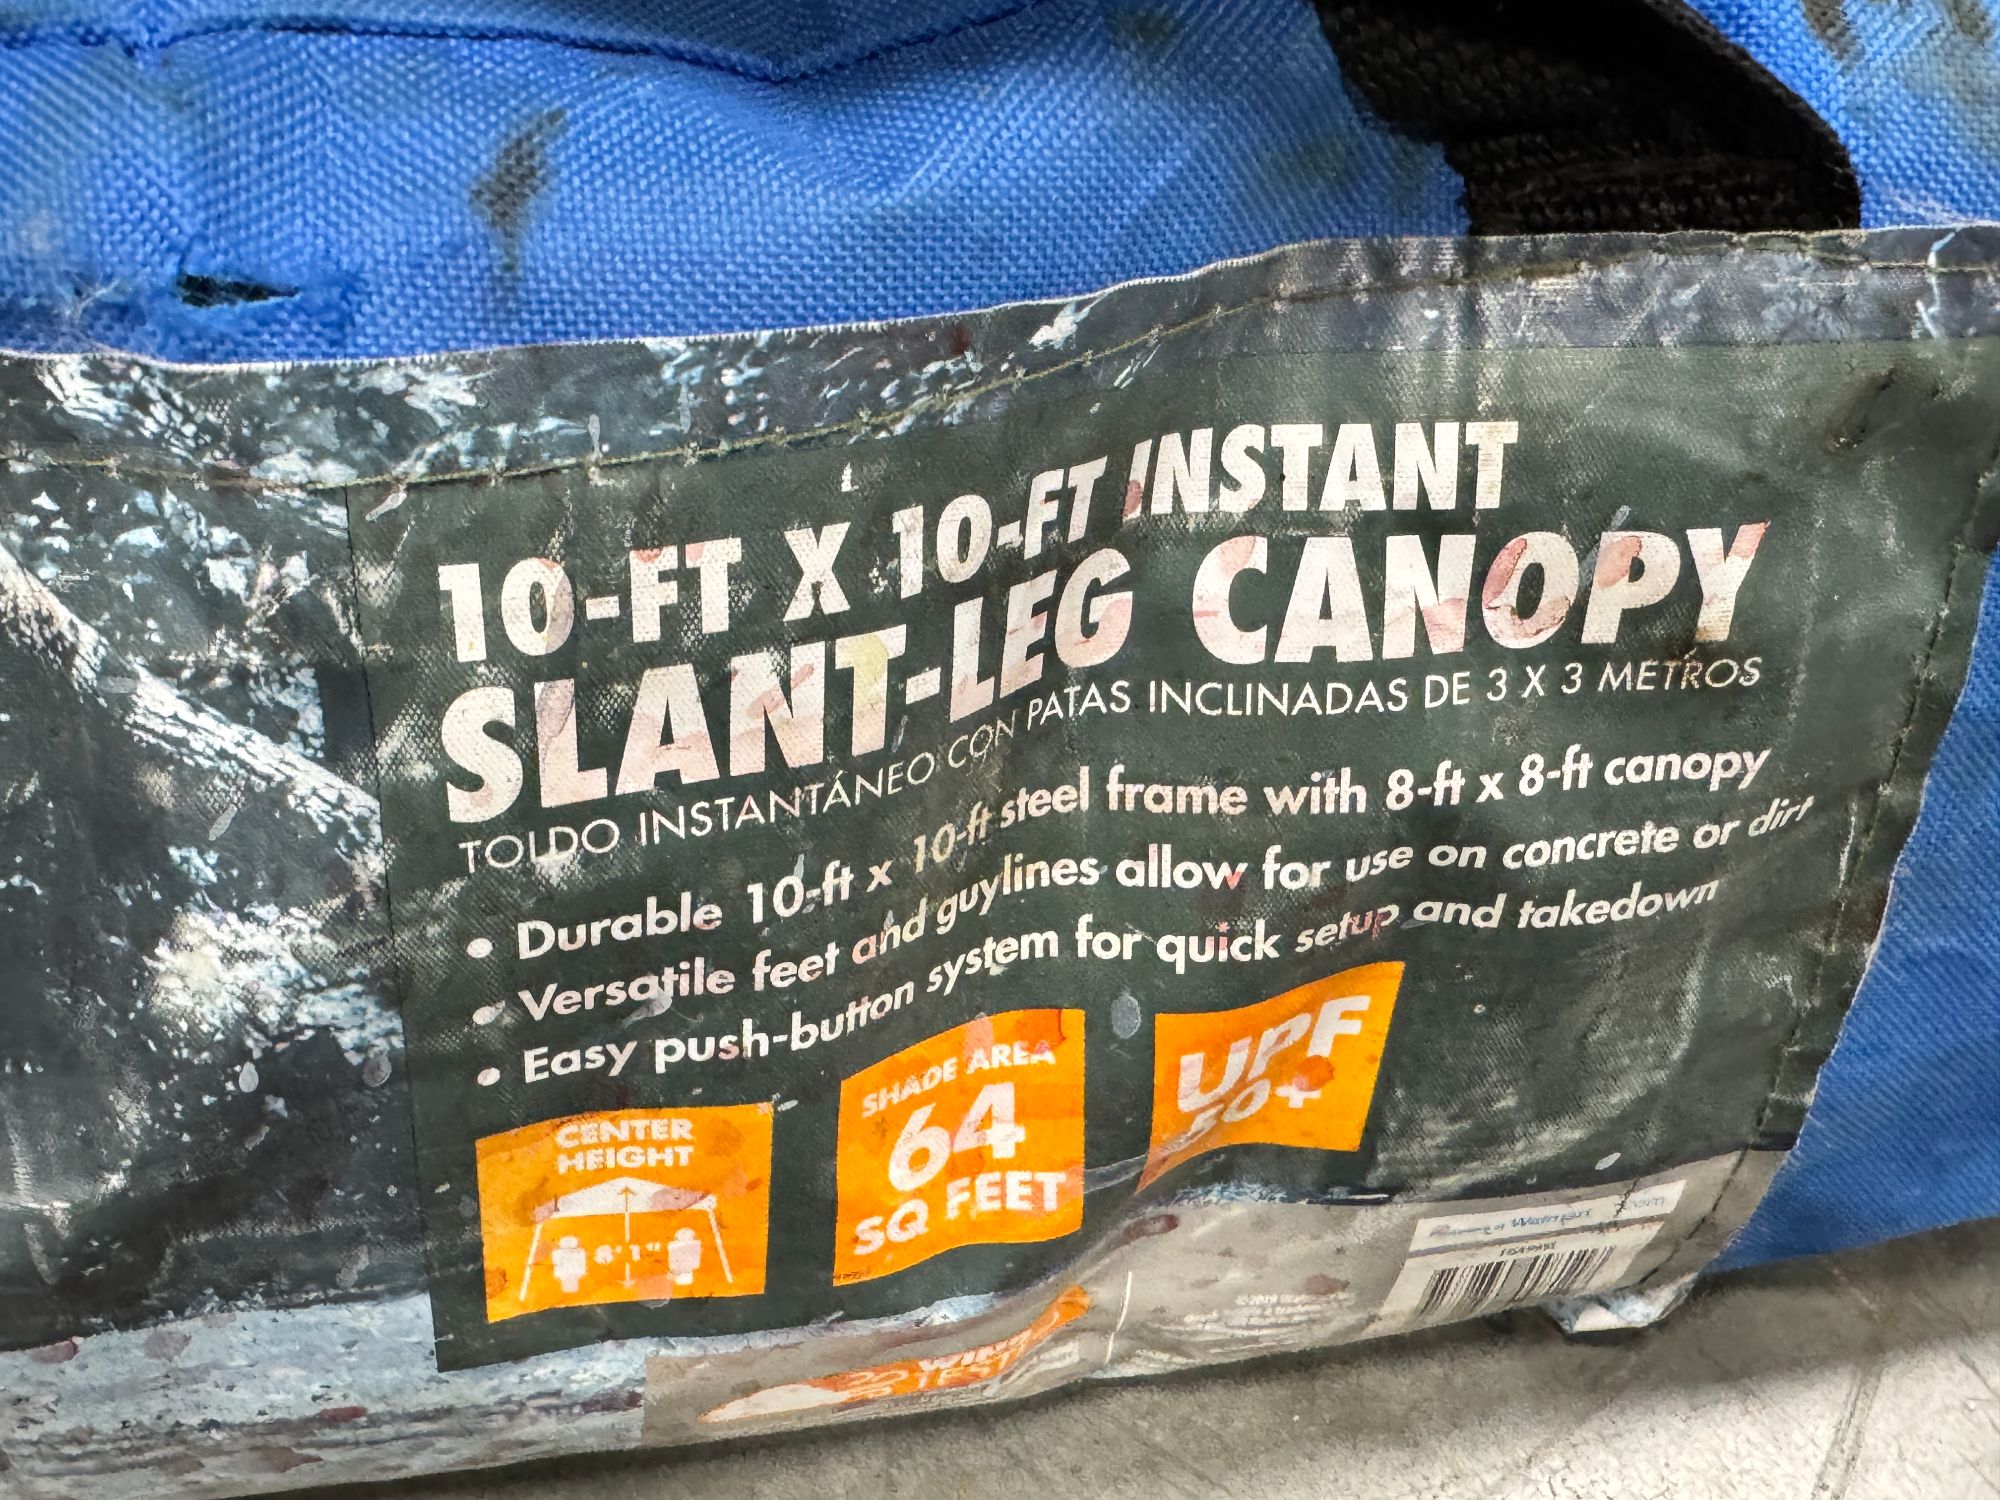 10-FT X 10-FT INSTANT
SLANT-LEG CANOPY
TOLDO INSTANTÁNEO CON PATAS INCLINADAS DE 3 X 3 METROS
• Durable 10-ft x 10-ft steel frame with 8-ft x 8-ft canopy
• Versatile feet and guylines allow for use on concrete or dirt
• Easy push-button system for quick setup and takedown
CENTER
HEIGHT
SHADE AREA
64
SQ FEET
UPF
50+